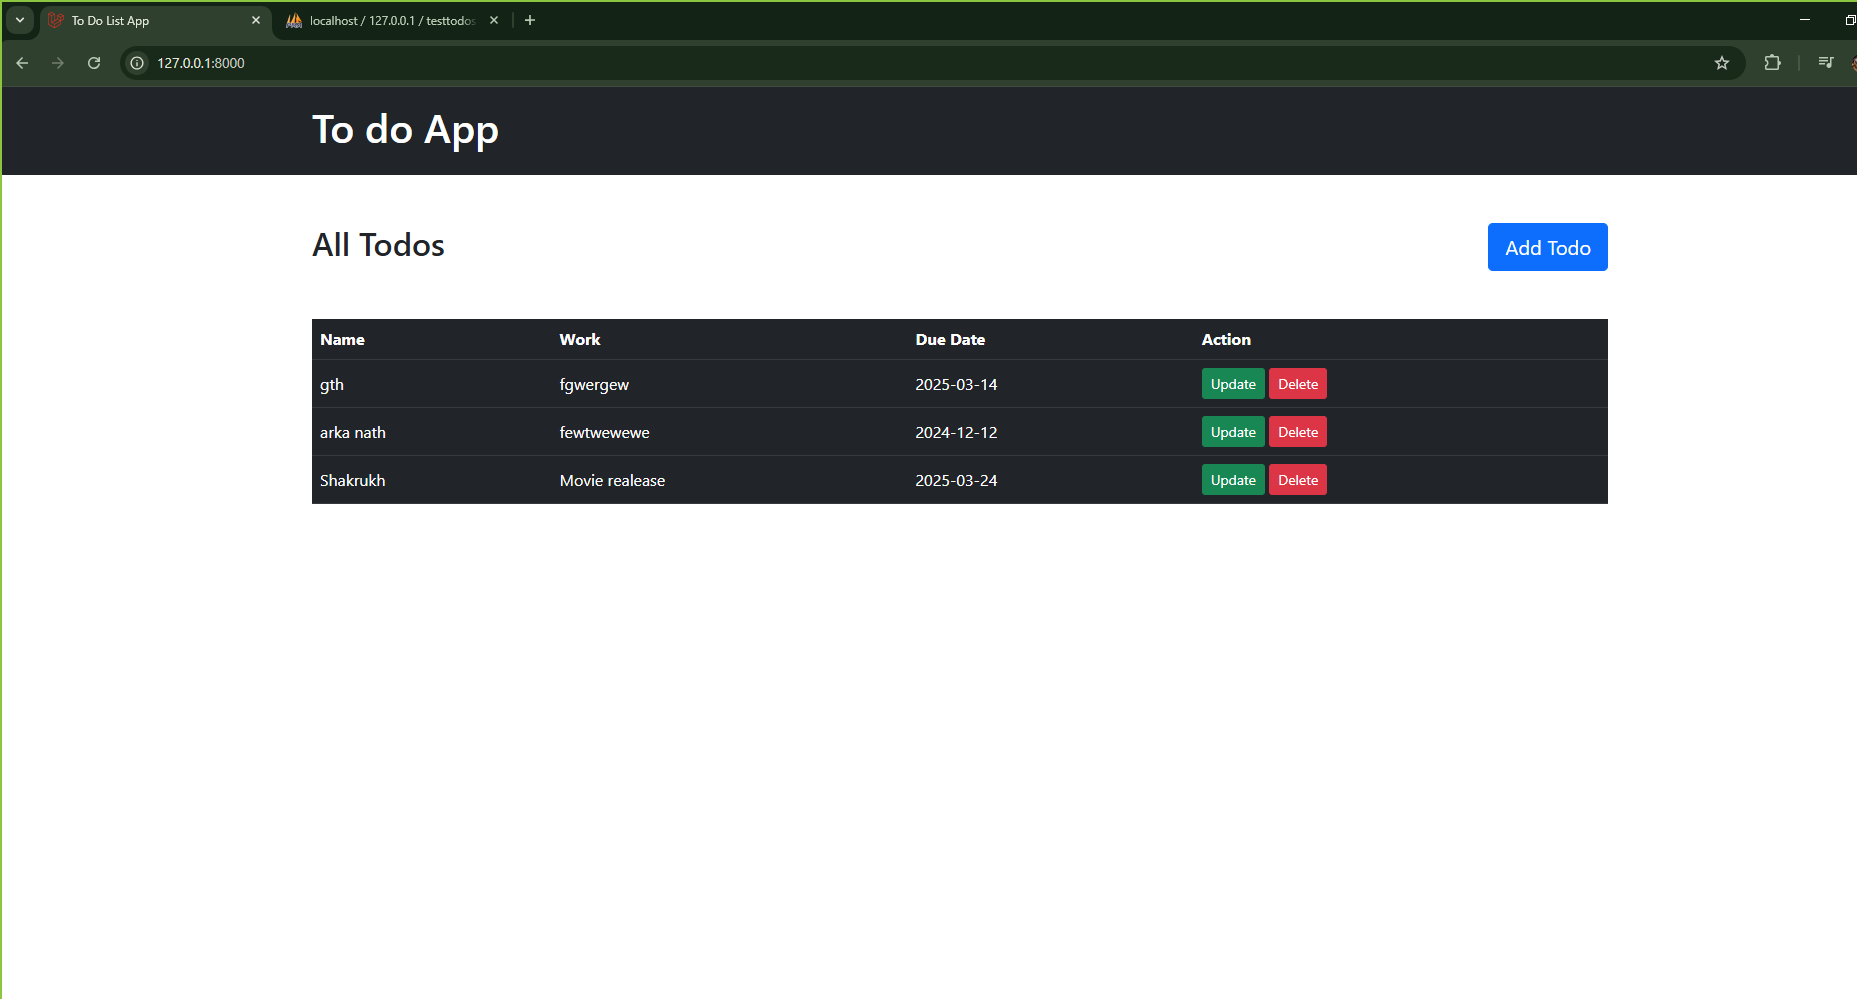 To Do List App
localhost / 127.0.0.1 / testtodos
127.0.0.1:8000
To do App
All Todos
Add Todo
Name Work Due Date Action
gth fgwergew 2025-03-14 Update Delete
arka nath fewtwewewe 2024-12-12 Update Delete
Shakrukh Movie realease 2025-03-24 Update Delete